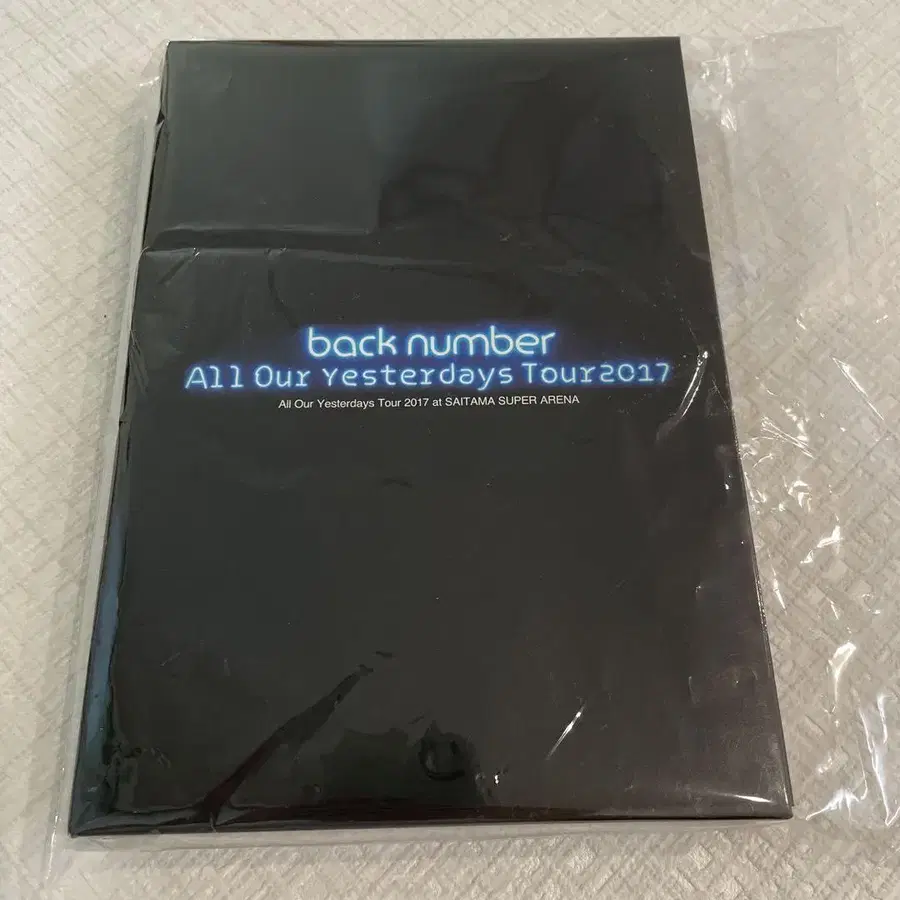 back number
All Our Yesterdays Tour2017
All Our Yesterdays Tour 2017 at SAITAMA SUPER ARENA